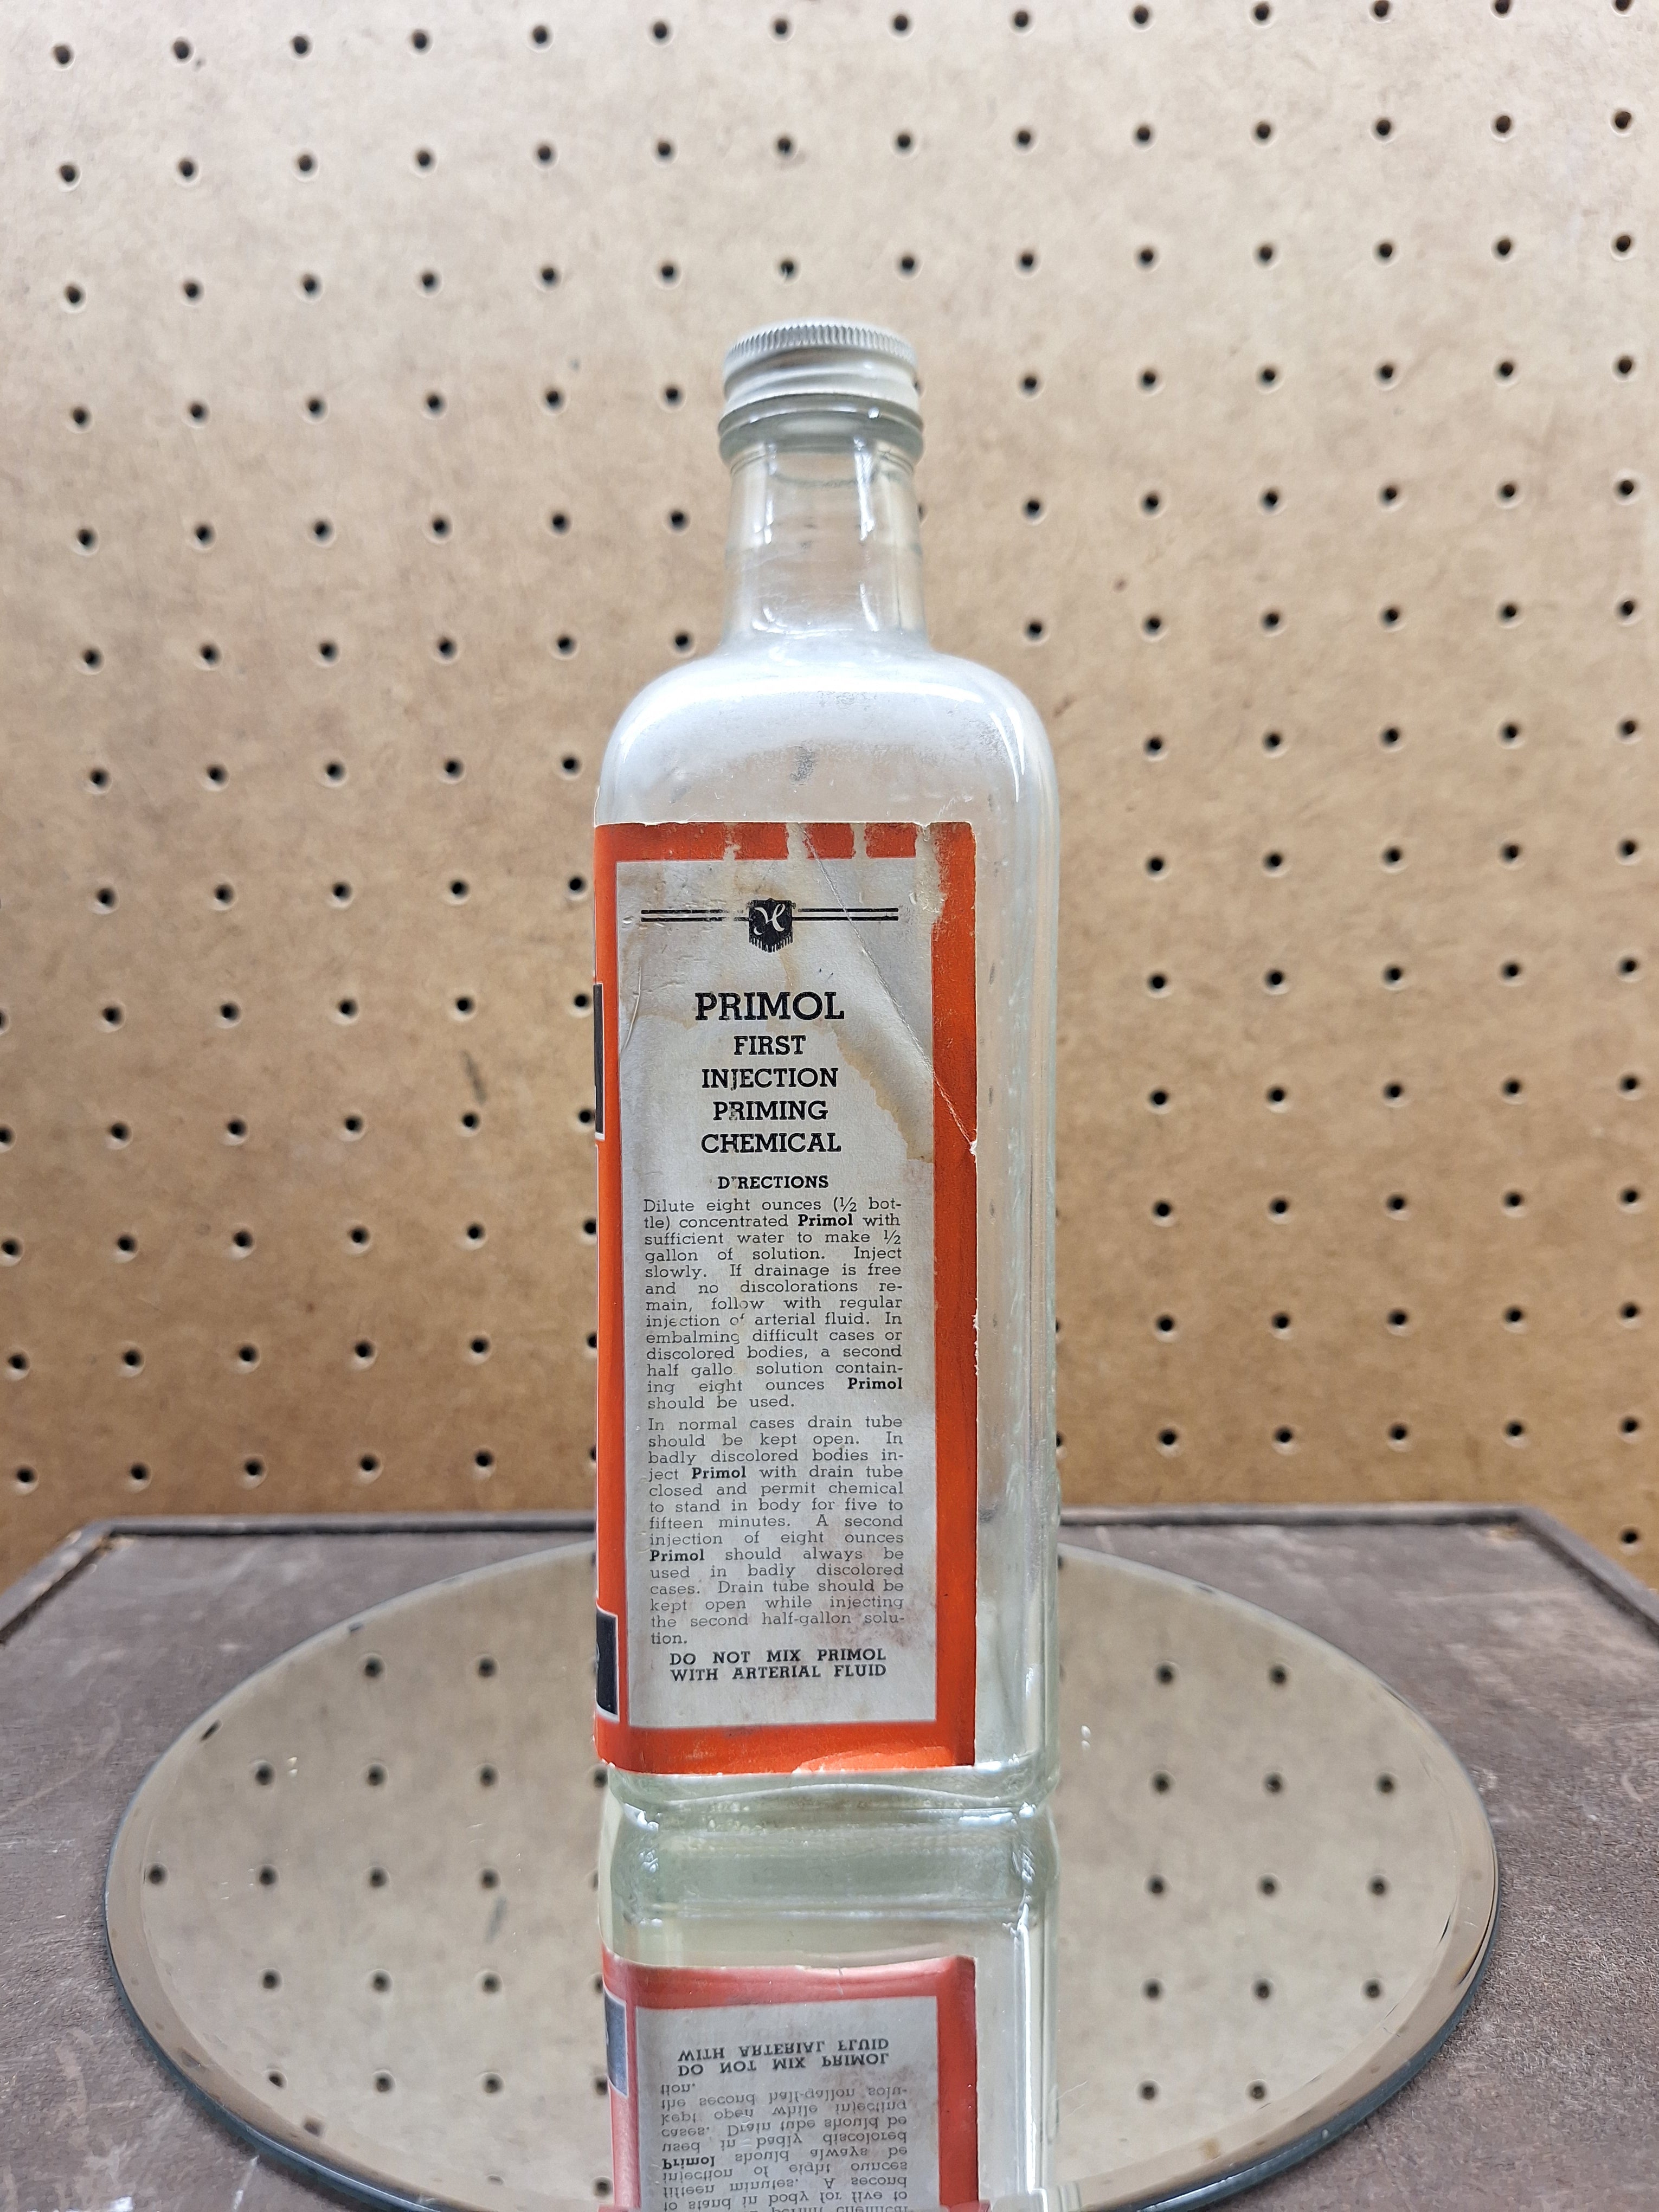 H
PRIMOL
FIRST
INJECTION
PRIMING
CHEMICAL
D RECTIONS
Dilute eight ounces (½ bot-
tle) concentrated Primol with
sufficient water to make ½
gallon of solution. Inject
slowly. If drainage is free
and no discolorations re-
main, follow with regular
injection of arterial fluid. In
embalming difficult cases or
discolored bodies, a second
half gallo solution contain-
ing eight ounces Primol
should be used.
In normal cases drain tube
should be kept open. In
badly discolored bodies in-
ject Primol with drain tube
closed and permit chemical
to stand in body for five to
fifteen minutes. A second
injection of eight ounces
Primol should always be
used in badly discolored
cases. Drain tube should be
kept open while injecting
the second half-gallon solu-
tion.
DO NOT MIX PRIMOL
WITH ARTERIAL FLUID